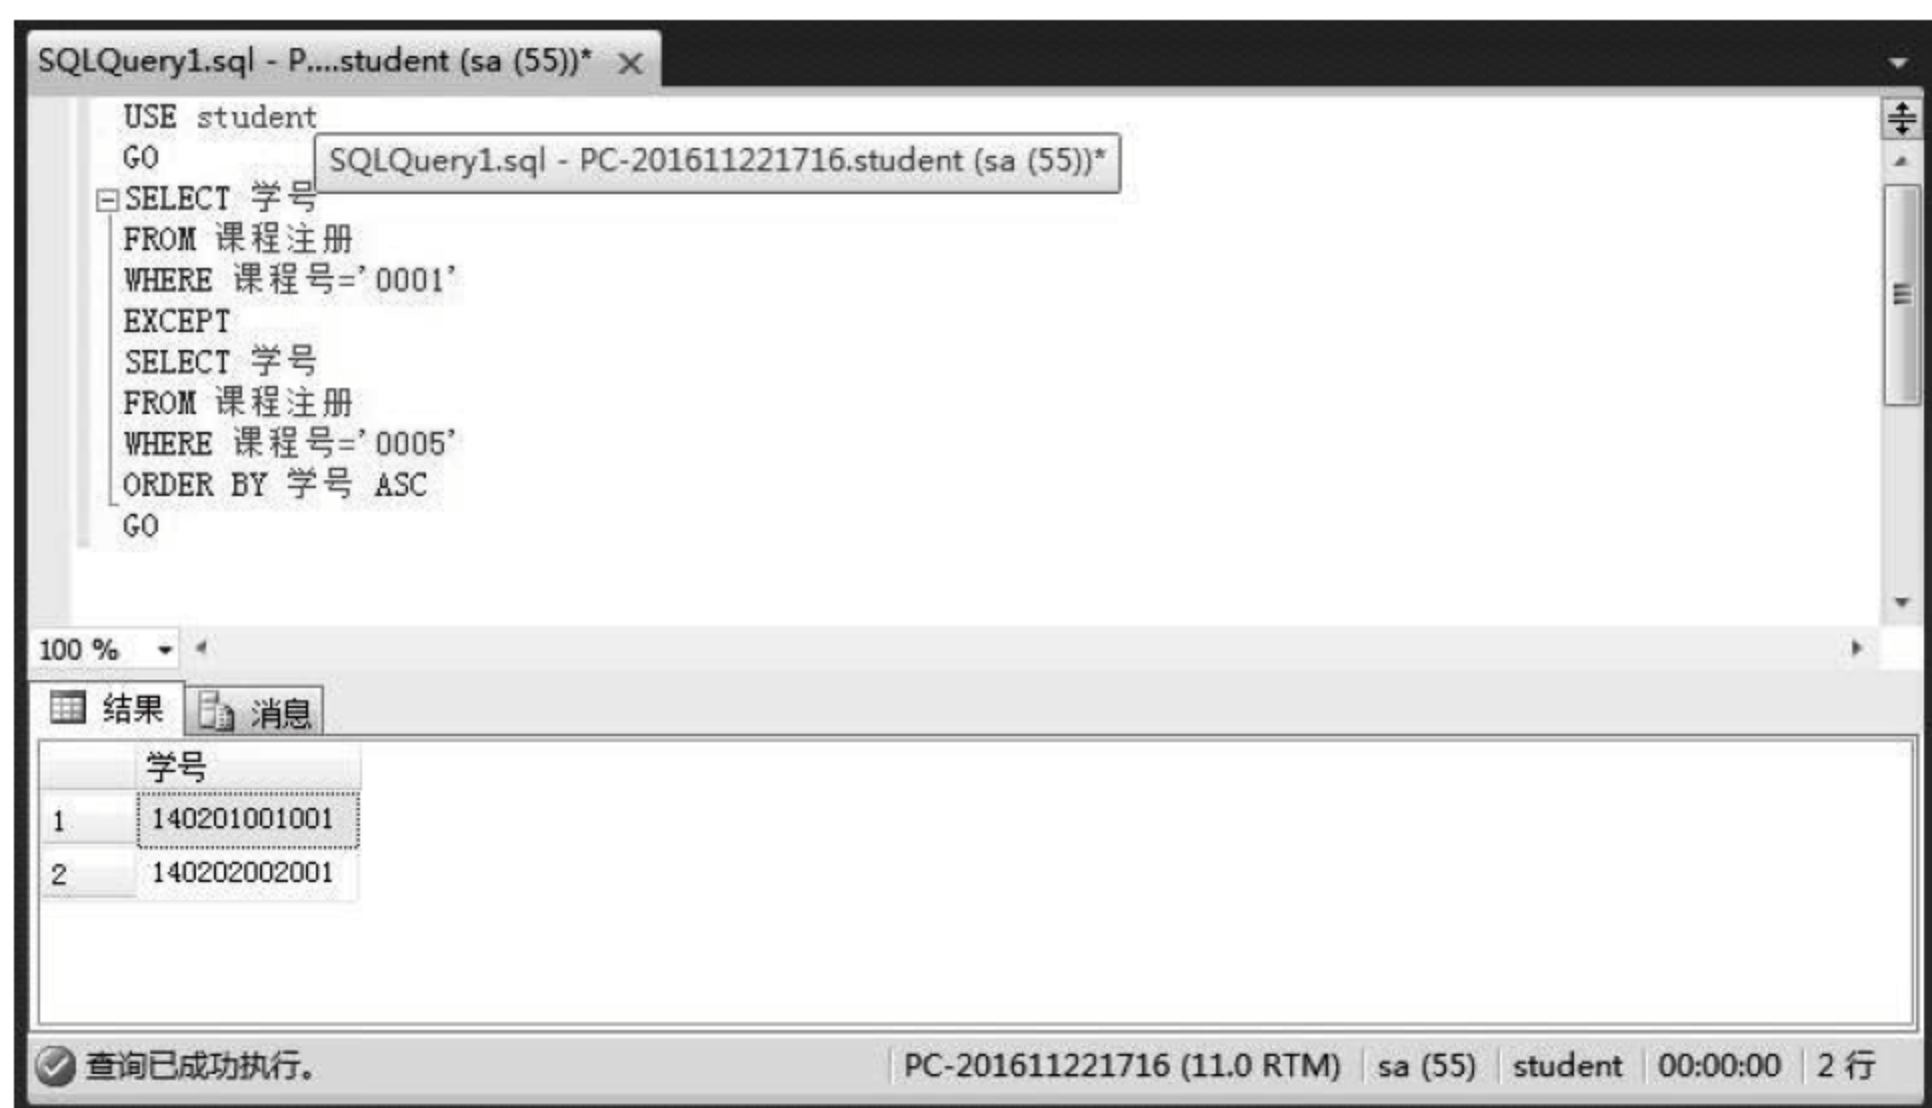 SQLQuery1.sql - P....student (sa (55))*
USE student
GO
SQLQuery1.sql - PC-201611221716.student (sa (55))*
SELECT 学号
FROM 课程注册
WHERE 课程号='0001'
EXCEPT
SELECT 学号
FROM 课程注册
WHERE 课程号='0005'
ORDER BY 学号 ASC
GO
100 %
结果 消息
学号
1 140201001001
2 140202002001
查询已成功执行。 PC-201611221716 (11.0 RTM) sa (55) student 00:00:00 2 行